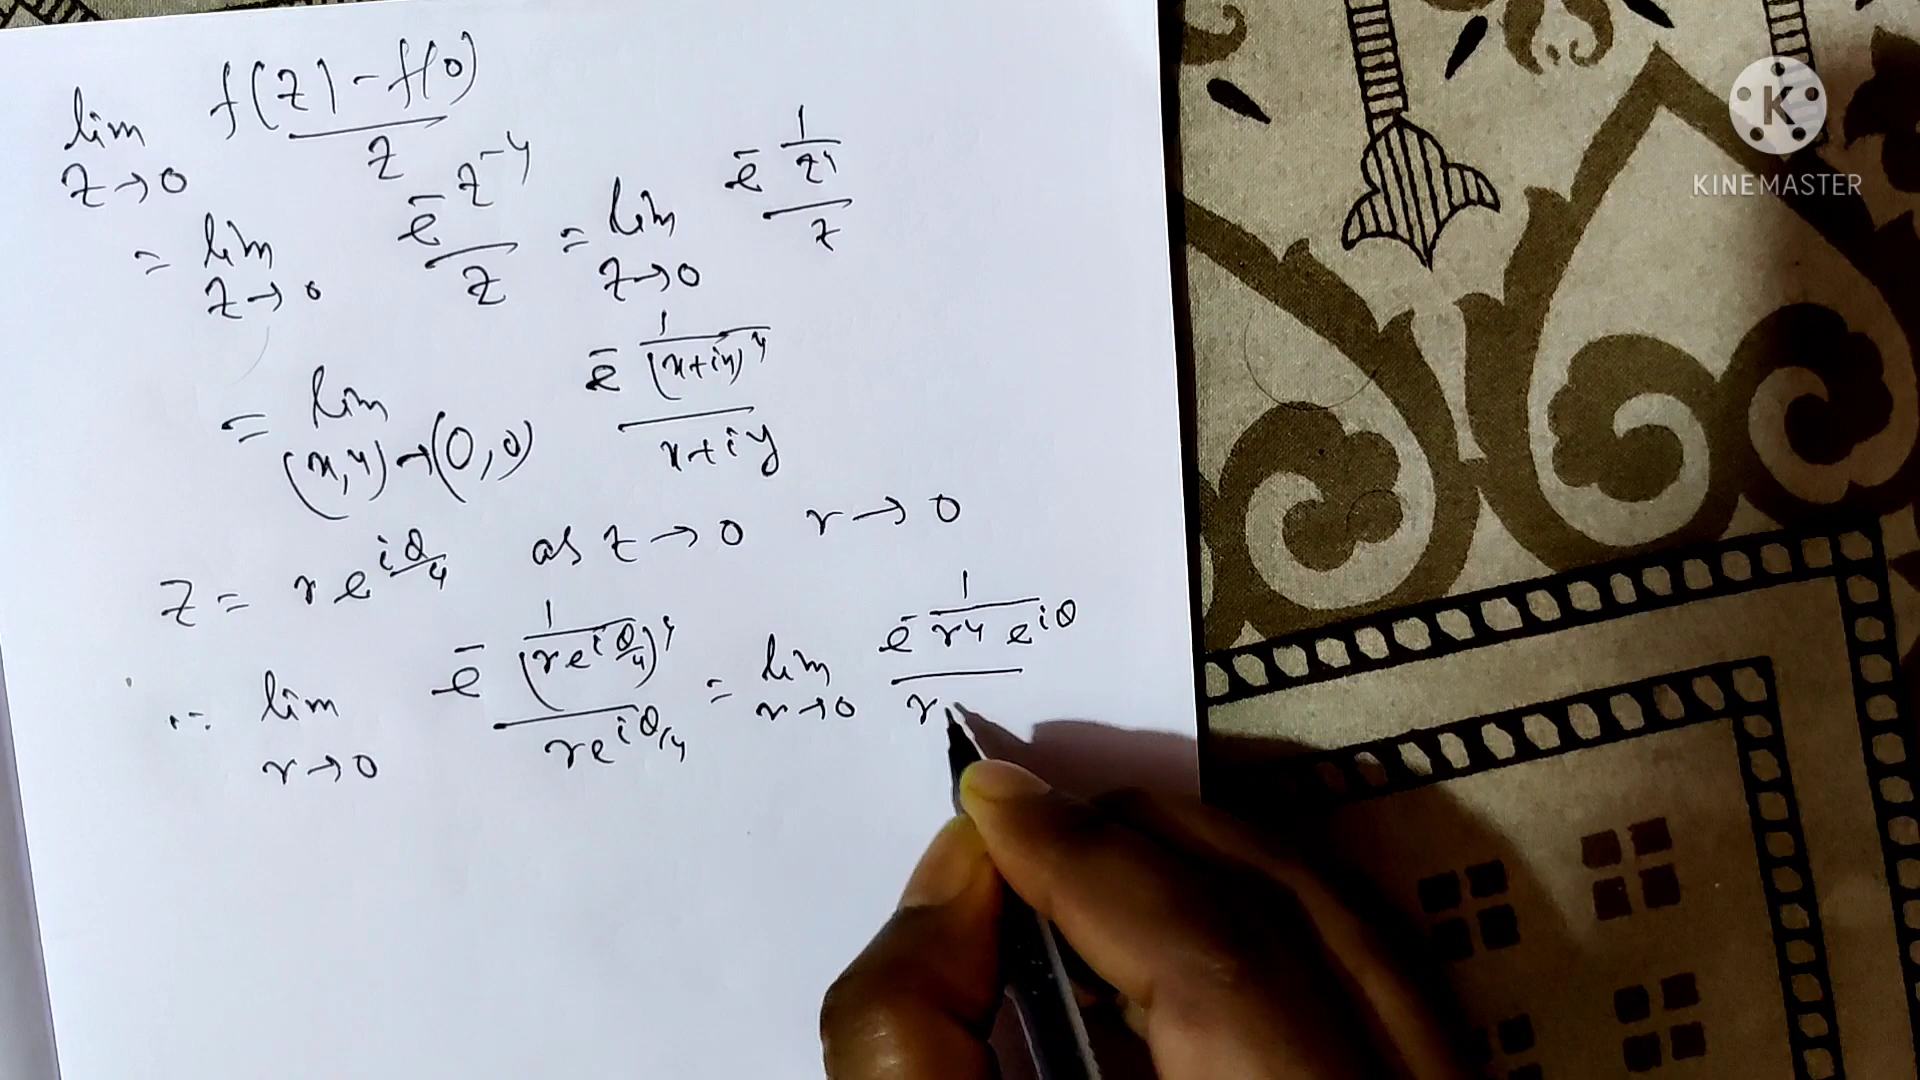 lim z→0 f(z) - f(0) / z
= lim z→0 e^-z^-4 / z = lim z→0 e^-1/z^4 / z
= lim (x,y)→(0,0) e^-1/(x+iy)^4 / x+iy
z = r e^iθ/4 as z→0 r→0
∴ lim r→0 e^-1/(re^iθ/4)^4 / re^iθ/4 = lim r→0 e^-1/r^4 e^iθ / r
K
KINEMASTER